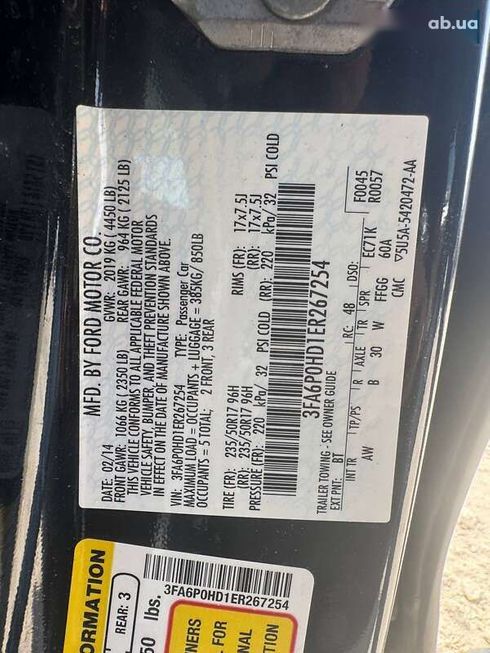 ab.ua
MFD. BY FORD MOTOR CO.
02/14 GVWR: 2019 KG ( 4450 LB)
FRONT GAWR: 1066 KG ( 2350 LB) REAR GAWR: 964 KG ( 2125 LB)
THIS VEHICLE CONFORMS TO ALL APPLICABLE FEDERAL MOTOR
VEHICLE SAFETY, BUMPER, AND THEFT PREVENTION STANDARDS
IN EFFECT ON THE DATE OF MANUFACTURE SHOWN ABOVE.
VIN: 3FA6P0HD1ER267254 TYPE: Passenger Car
MAXIMUM LOAD = OCCUPANTS + LUGGAGE = 385KG/ 850LB
OCCUPANTS = 5 TOTAL; 2 FRONT, 3 REAR
TIRE (FR): 235/50R17 96H RIMS (FR): 17x7.5J
TIRE (RR): 235/50R17 96H (RR): 17x7.5J
PRESSURE (FR): 220 kPa/ 32 PSI COLD (RR): 220 kPa/ 32 PSI COLD
3FA6P0HD1ER267254
TRAILER TOWING - SEE OWNER GUIDE F0045
EXT PNT: BT RC: 48 DSO: R0057
INT TR TP/PS R AXLE TR SPR EC71K
AW B 30 W FFGG 60A
CMC 5U5A-5420472-AA
3FA6P0HD1ER267254
REAR: 3